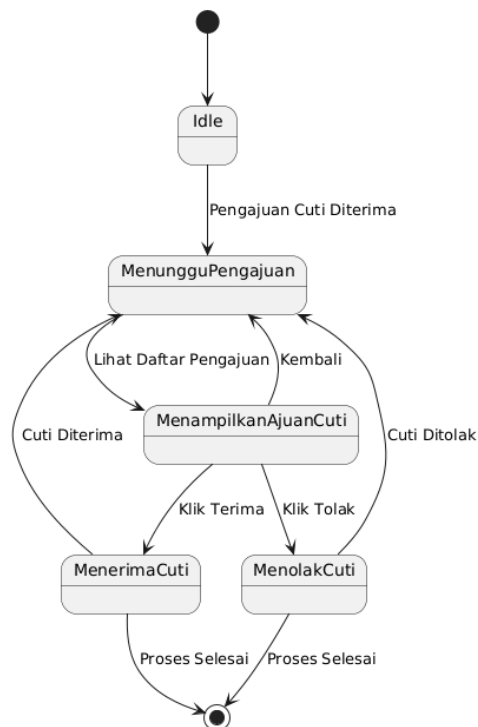 Idle
Pengajuan Cuti Diterima
MenungguPengajuan
Lihat Daftar Pengajuan
Kembali
MenampilkanAjuanCuti
Cuti Diterima
Cuti Ditolak
Klik Terima
Klik Tolak
MenerimaCuti
MenolakCuti
Proses Selesai
Proses Selesai